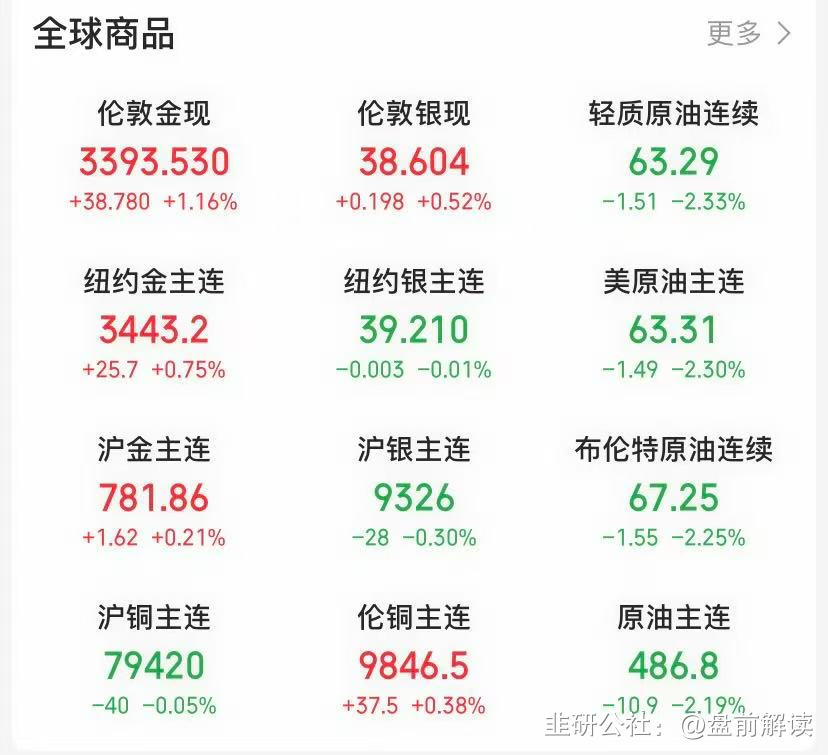 全球商品 更多 >
伦敦金现 伦敦银现 轻质原油连续
3393.530 38.604 63.29
+38.780 +1.16% +0.198 +0.52% -1.51 -2.33%
纽约金主连 纽约银主连 美原油主连
3443.2 39.210 63.31
+25.7 +0.75% -0.003 -0.01% -1.49 -2.30%
沪金主连 沪银主连 布伦特原油连续
781.86 9326 67.25
+1.62 +0.21% -28 -0.30% -1.55 -2.25%
沪铜主连 伦铜主连 原油主连
79420 9846.5 486.8
-40 -0.05% +37.5 +0.38% -10.9 -2.19%
韭研公社：@盘前解读